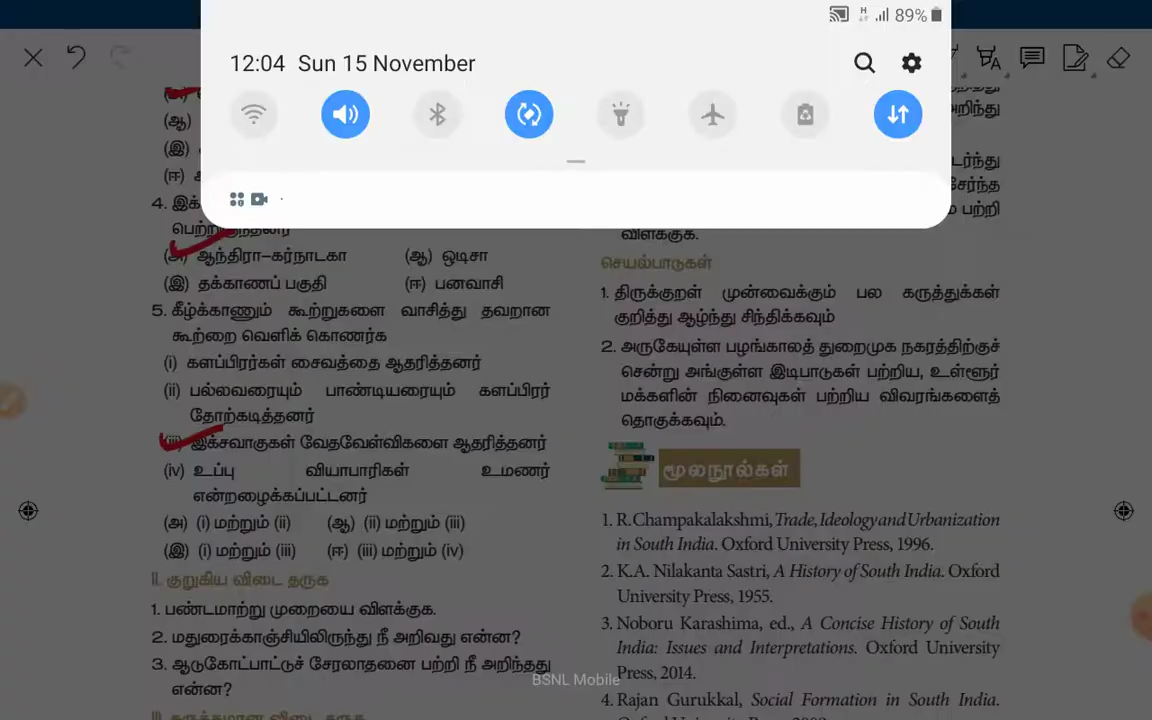 89%
12:04 Sun 15 November
(ஆ)
(இ)
(ஈ)
4. இக்
பெற்றிருந்தனர்
(அ) ஆந்திரா–கர்நாடகா (ஆ) ஒடிசா
(இ) தக்காணப் பகுதி (ஈ) பனவாசி
5. கீழ்க்காணும் கூற்றுகளை வாசித்து தவறான
கூற்றை வெளிக் கொணர்க
(i) களப்பிரர்கள் சைவத்தை ஆதரித்தனர்
(ii) பல்லவரையும் பாண்டியரையும் களப்பிரர்
தோற்கடித்தனர்
(iii) இக்சவாகுகள் வேதவேள்விகளை ஆதரித்தனர்
(iv) உப்பு வியாபாரிகள் உமணர்
என்றழைக்கப்பட்டனர்
(அ) (i) மற்றும் (ii) (ஆ) (ii) மற்றும் (iii)
(இ) (i) மற்றும் (iii) (ஈ) (iii) மற்றும் (iv)
II. குறுகிய விடை தருக
1. பண்டமாற்று முறையை விளக்குக.
2. மதுரைக்காஞ்சியிலிருந்து நீ அறிவது என்ன?
3. ஆடுகோட்பாட்டுச் சேரலாதனை பற்றி நீ அறிந்தது
என்ன?
அறிந்து
டர்ந்து
சேர்ந்த
பற்றி
விளக்குக.
செயல்பாடுகள்
1. திருக்குறள் முன்வைக்கும் பல கருத்துக்கள்
குறித்து ஆழ்ந்து சிந்திக்கவும்
2. அருகேயுள்ள பழங்காலத் துறைமுக நகரத்திற்குச்
சென்று அங்குள்ள இடிபாடுகள் பற்றிய, உள்ளூர்
மக்களின் நினைவுகள் பற்றிய விவரங்களைத்
தொகுக்கவும்.
மூலநூல்கள்
1. R. Champakalakshmi, Trade, Ideology and Urbanization
in South India. Oxford University Press, 1996.
2. K.A. Nilakanta Sastri, A History of South India. Oxford
University Press, 1955.
3. Noboru Karashima, ed., A Concise History of South
India: Issues and Interpretations. Oxford University
Press, 2014.
4. Rajan Gurukkal, Social Formation in South India.
BSNL Mobile